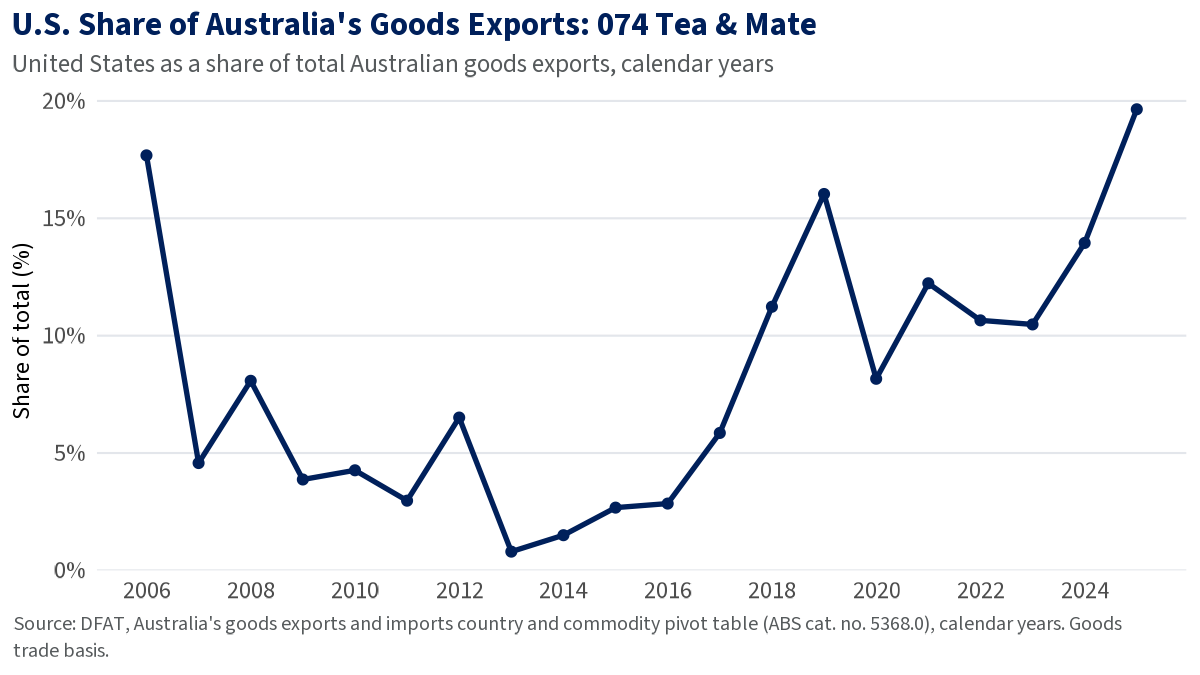 U.S. Share of Australia's Goods Exports: 074 Tea & Mate
United States as a share of total Australian goods exports, calendar years
20%
15%
10%
5%
0%
Share of total (%)
2006 2008 2010 2012 2014 2016 2018 2020 2022 2024
Source: DFAT, Australia's goods exports and imports country and commodity pivot table (ABS cat. no. 5368.0), calendar years. Goods
trade basis.